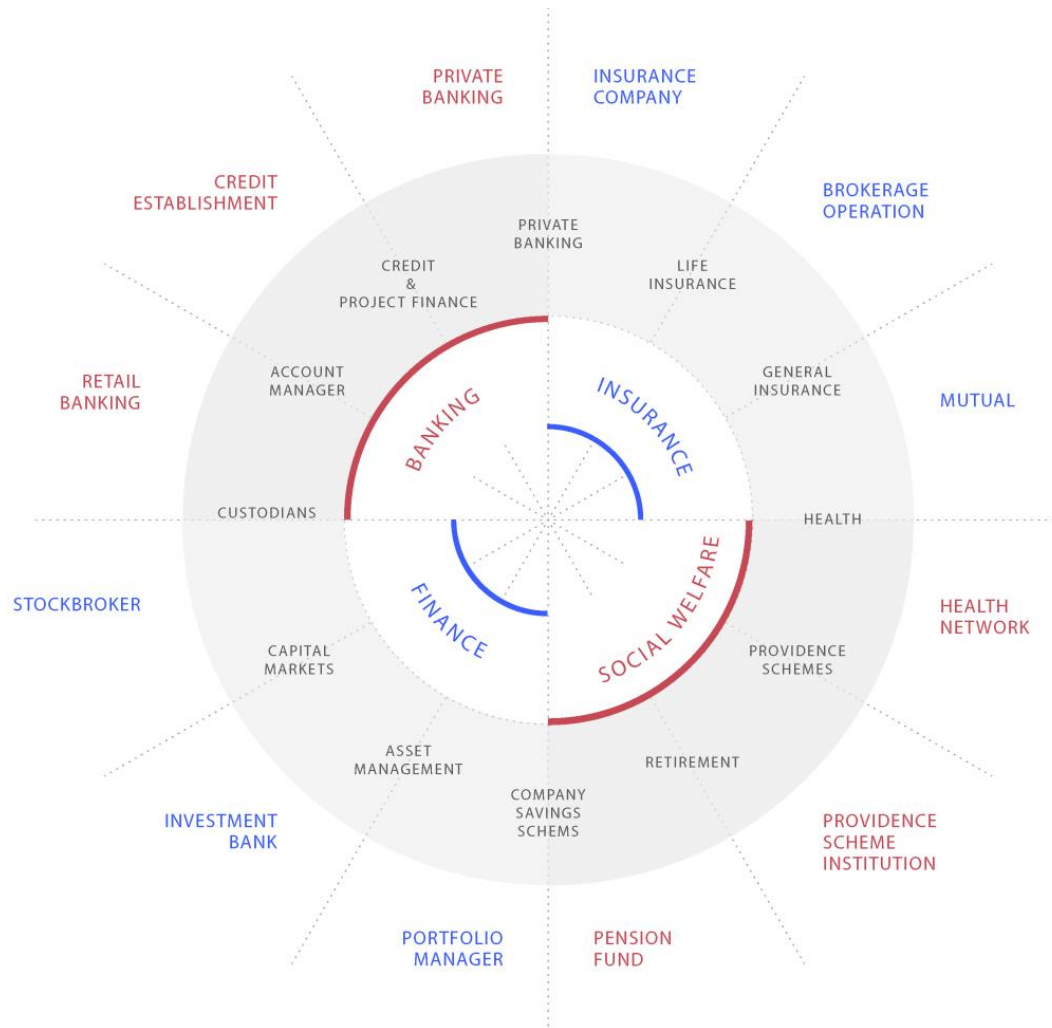 PRIVATE
BANKING
INSURANCE
COMPANY
CREDIT
ESTABLISHMENT
BROKERAGE
OPERATION
PRIVATE
BANKING
CREDIT
&
PROJECT FINANCE
LIFE
INSURANCE
RETAIL
BANKING
ACCOUNT
MANAGER
GENERAL
INSURANCE
MUTUAL
BANKING
INSURANCE
CUSTODIANS
HEALTH
FINANCE
SOCIAL WELFARE
STOCKBROKER
HEALTH
NETWORK
CAPITAL
MARKETS
PROVIDENCE
SCHEMES
ASSET
MANAGEMENT
RETIREMENT
COMPANY
SAVINGS
SCHEMS
INVESTMENT
BANK
PROVIDENCE
SCHEME
INSTITUTION
PORTFOLIO
MANAGER
PENSION
FUND